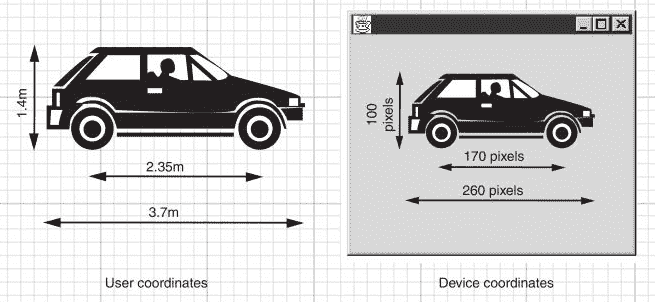 1.4m
2.35m
3.7m
User coordinates
100
pixels
170 pixels
260 pixels
Device coordinates